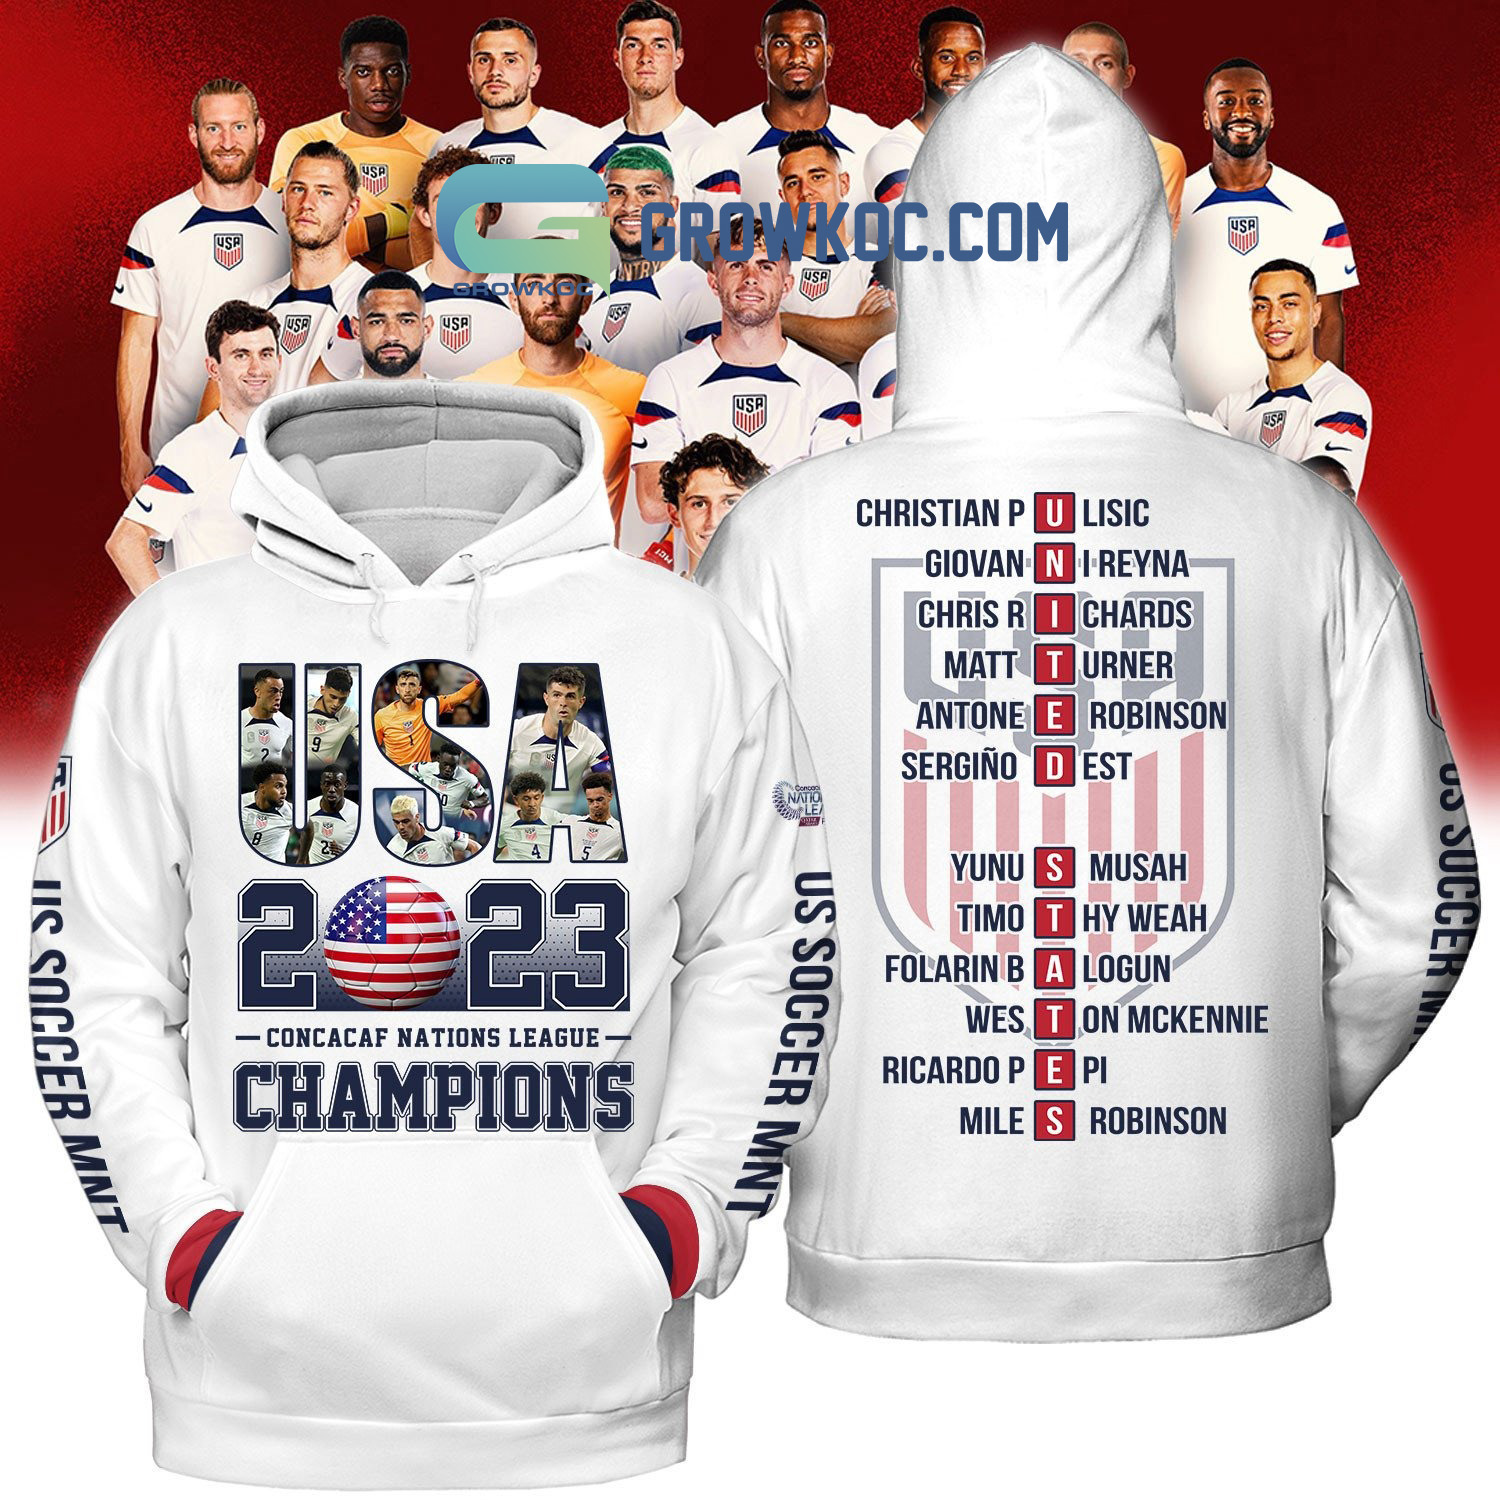 GROWKOC.COM
GROWKOC
USA
2023
CONCACAF NATIONS LEAGUE
CHAMPIONS
US SOCCER MNT
US SOCCER MNT
CHRISTIAN PULISIC
GIOVANNI REYNA
CHRIS RICHARDS
MATT TURNER
ANTONEE ROBINSON
SERGIÑO DEST
YUNUS MUSAH
TIMOTHY WEAH
FOLARIN BALOGUN
WESTON MCKENNIE
RICARDO PEPI
MILES ROBINSON
US SOCCER